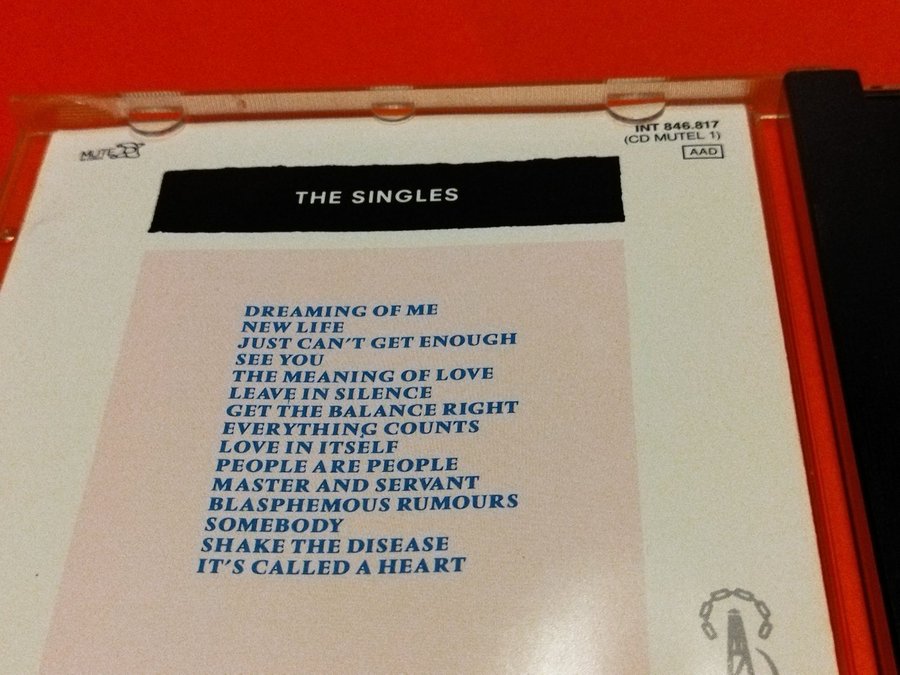 MUTE
INT 846.817
(CD MUTEL 1)
AAD
THE SINGLES
DREAMING OF ME
NEW LIFE
JUST CAN'T GET ENOUGH
SEE YOU
THE MEANING OF LOVE
LEAVE IN SILENCE
GET THE BALANCE RIGHT
EVERYTHING COUNTS
LOVE IN ITSELF
PEOPLE ARE PEOPLE
MASTER AND SERVANT
BLASPHEMOUS RUMOURS
SOMEBODY
SHAKE THE DISEASE
IT'S CALLED A HEART